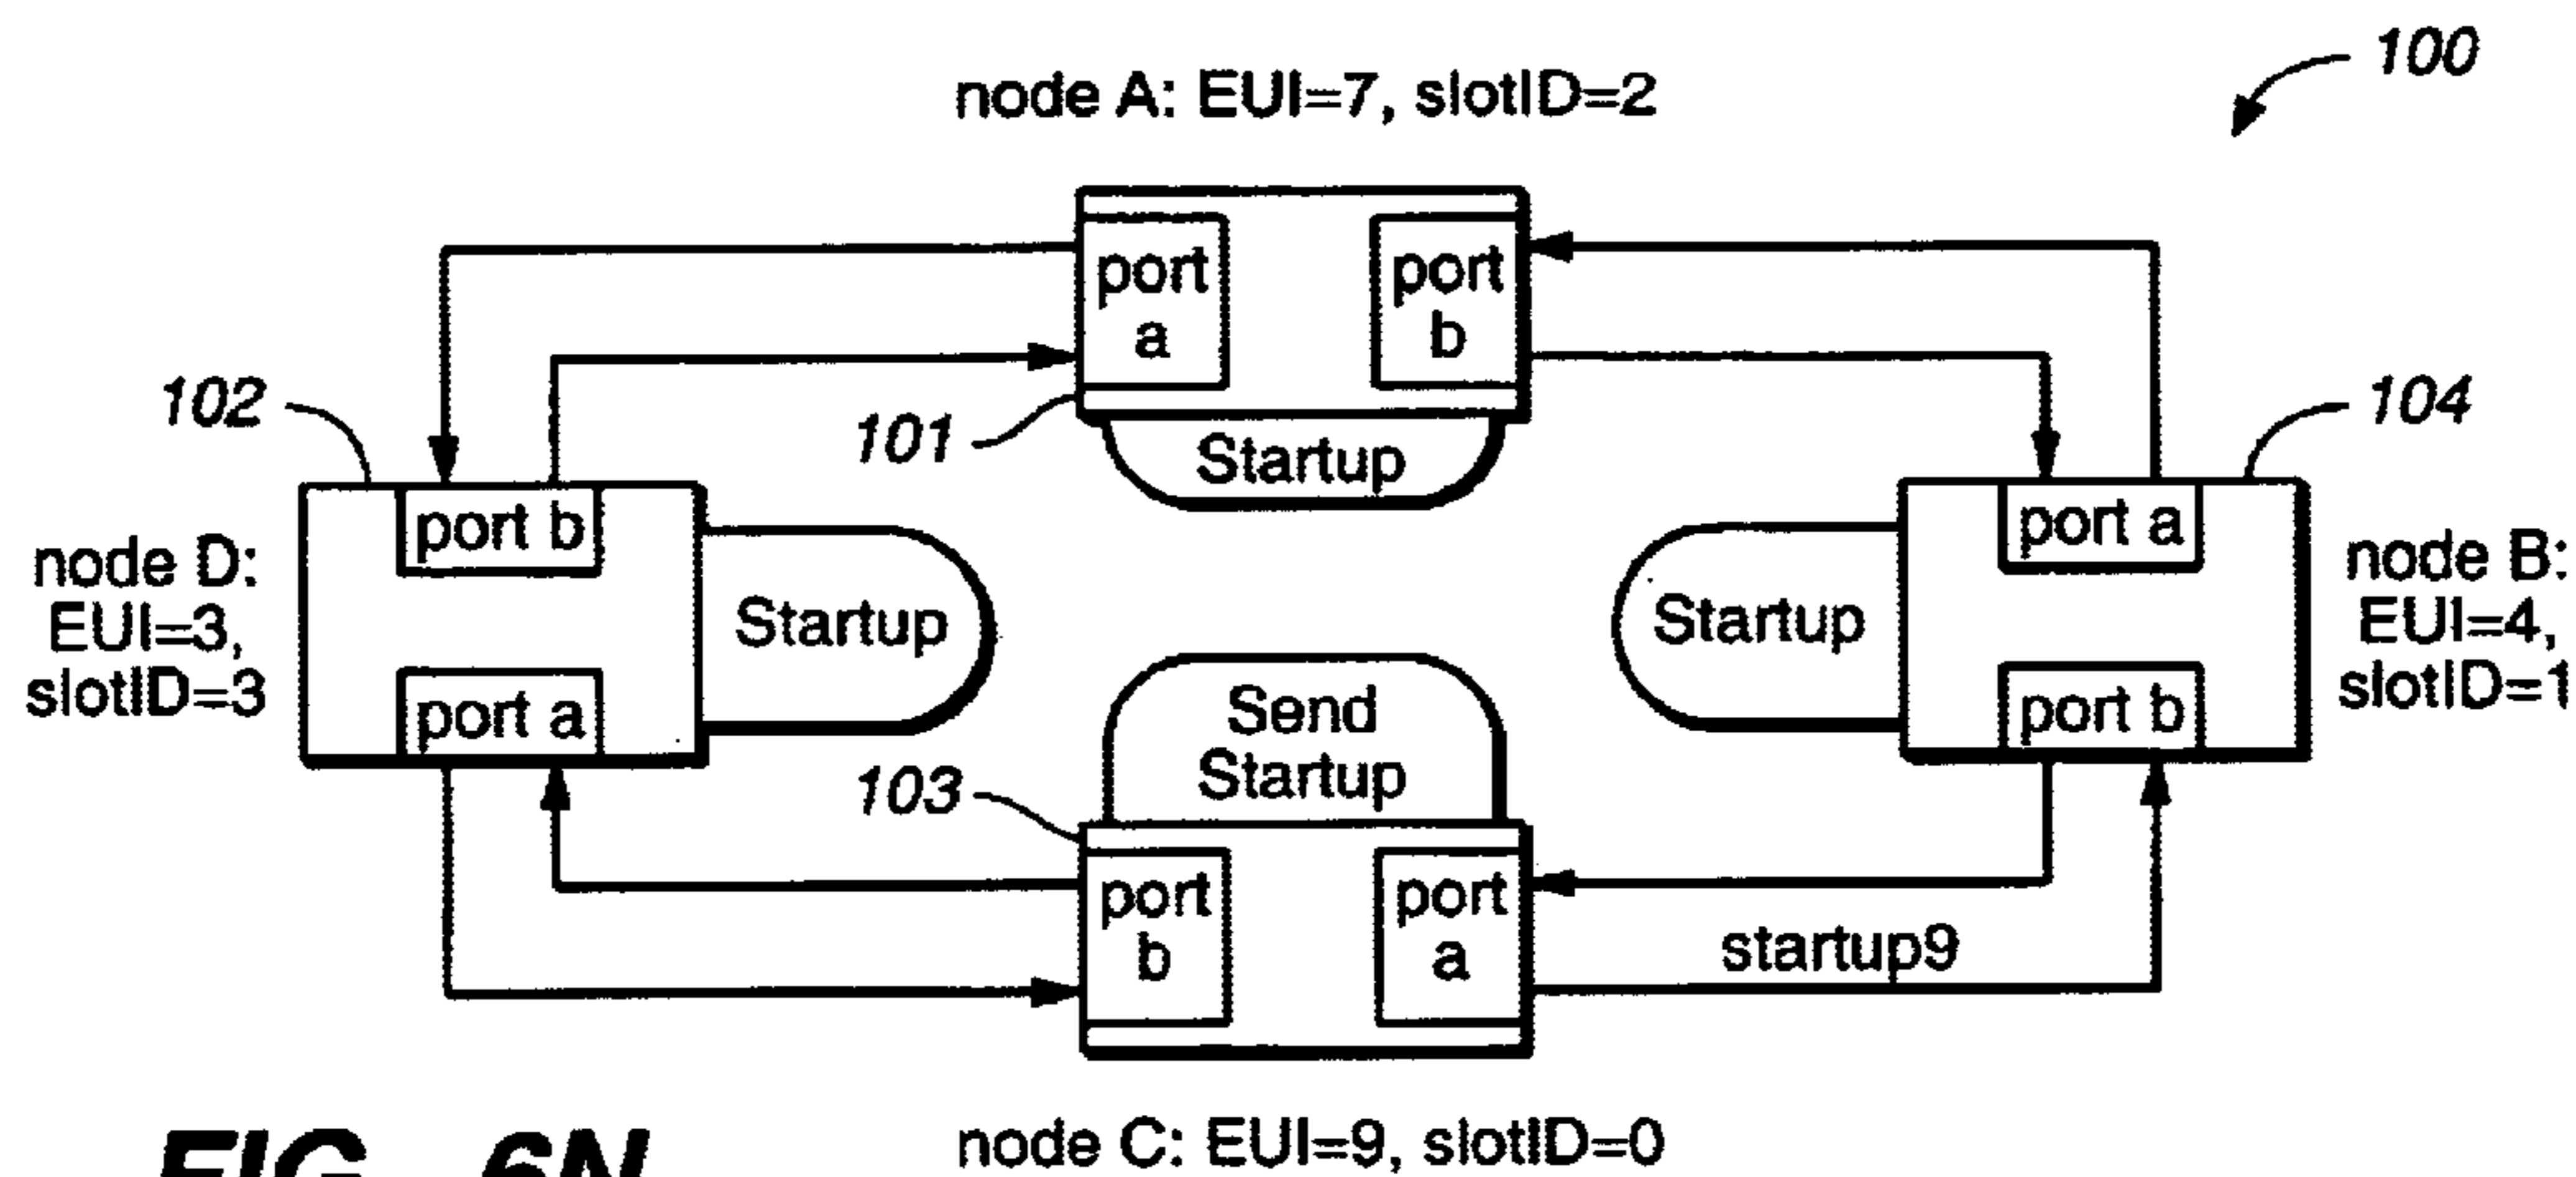 100
node A: EUI=7, slotID=2
port
a
port
b
102
101
104
Startup
port b
port a
node D:
EUI=3,
slotID=3
Startup
Startup
node B:
EUI=4,
slotID=1
port a
port b
Send
Startup
103
port
b
port
a
startup9
node C: EUI=9, slotID=0
FIG. 6N